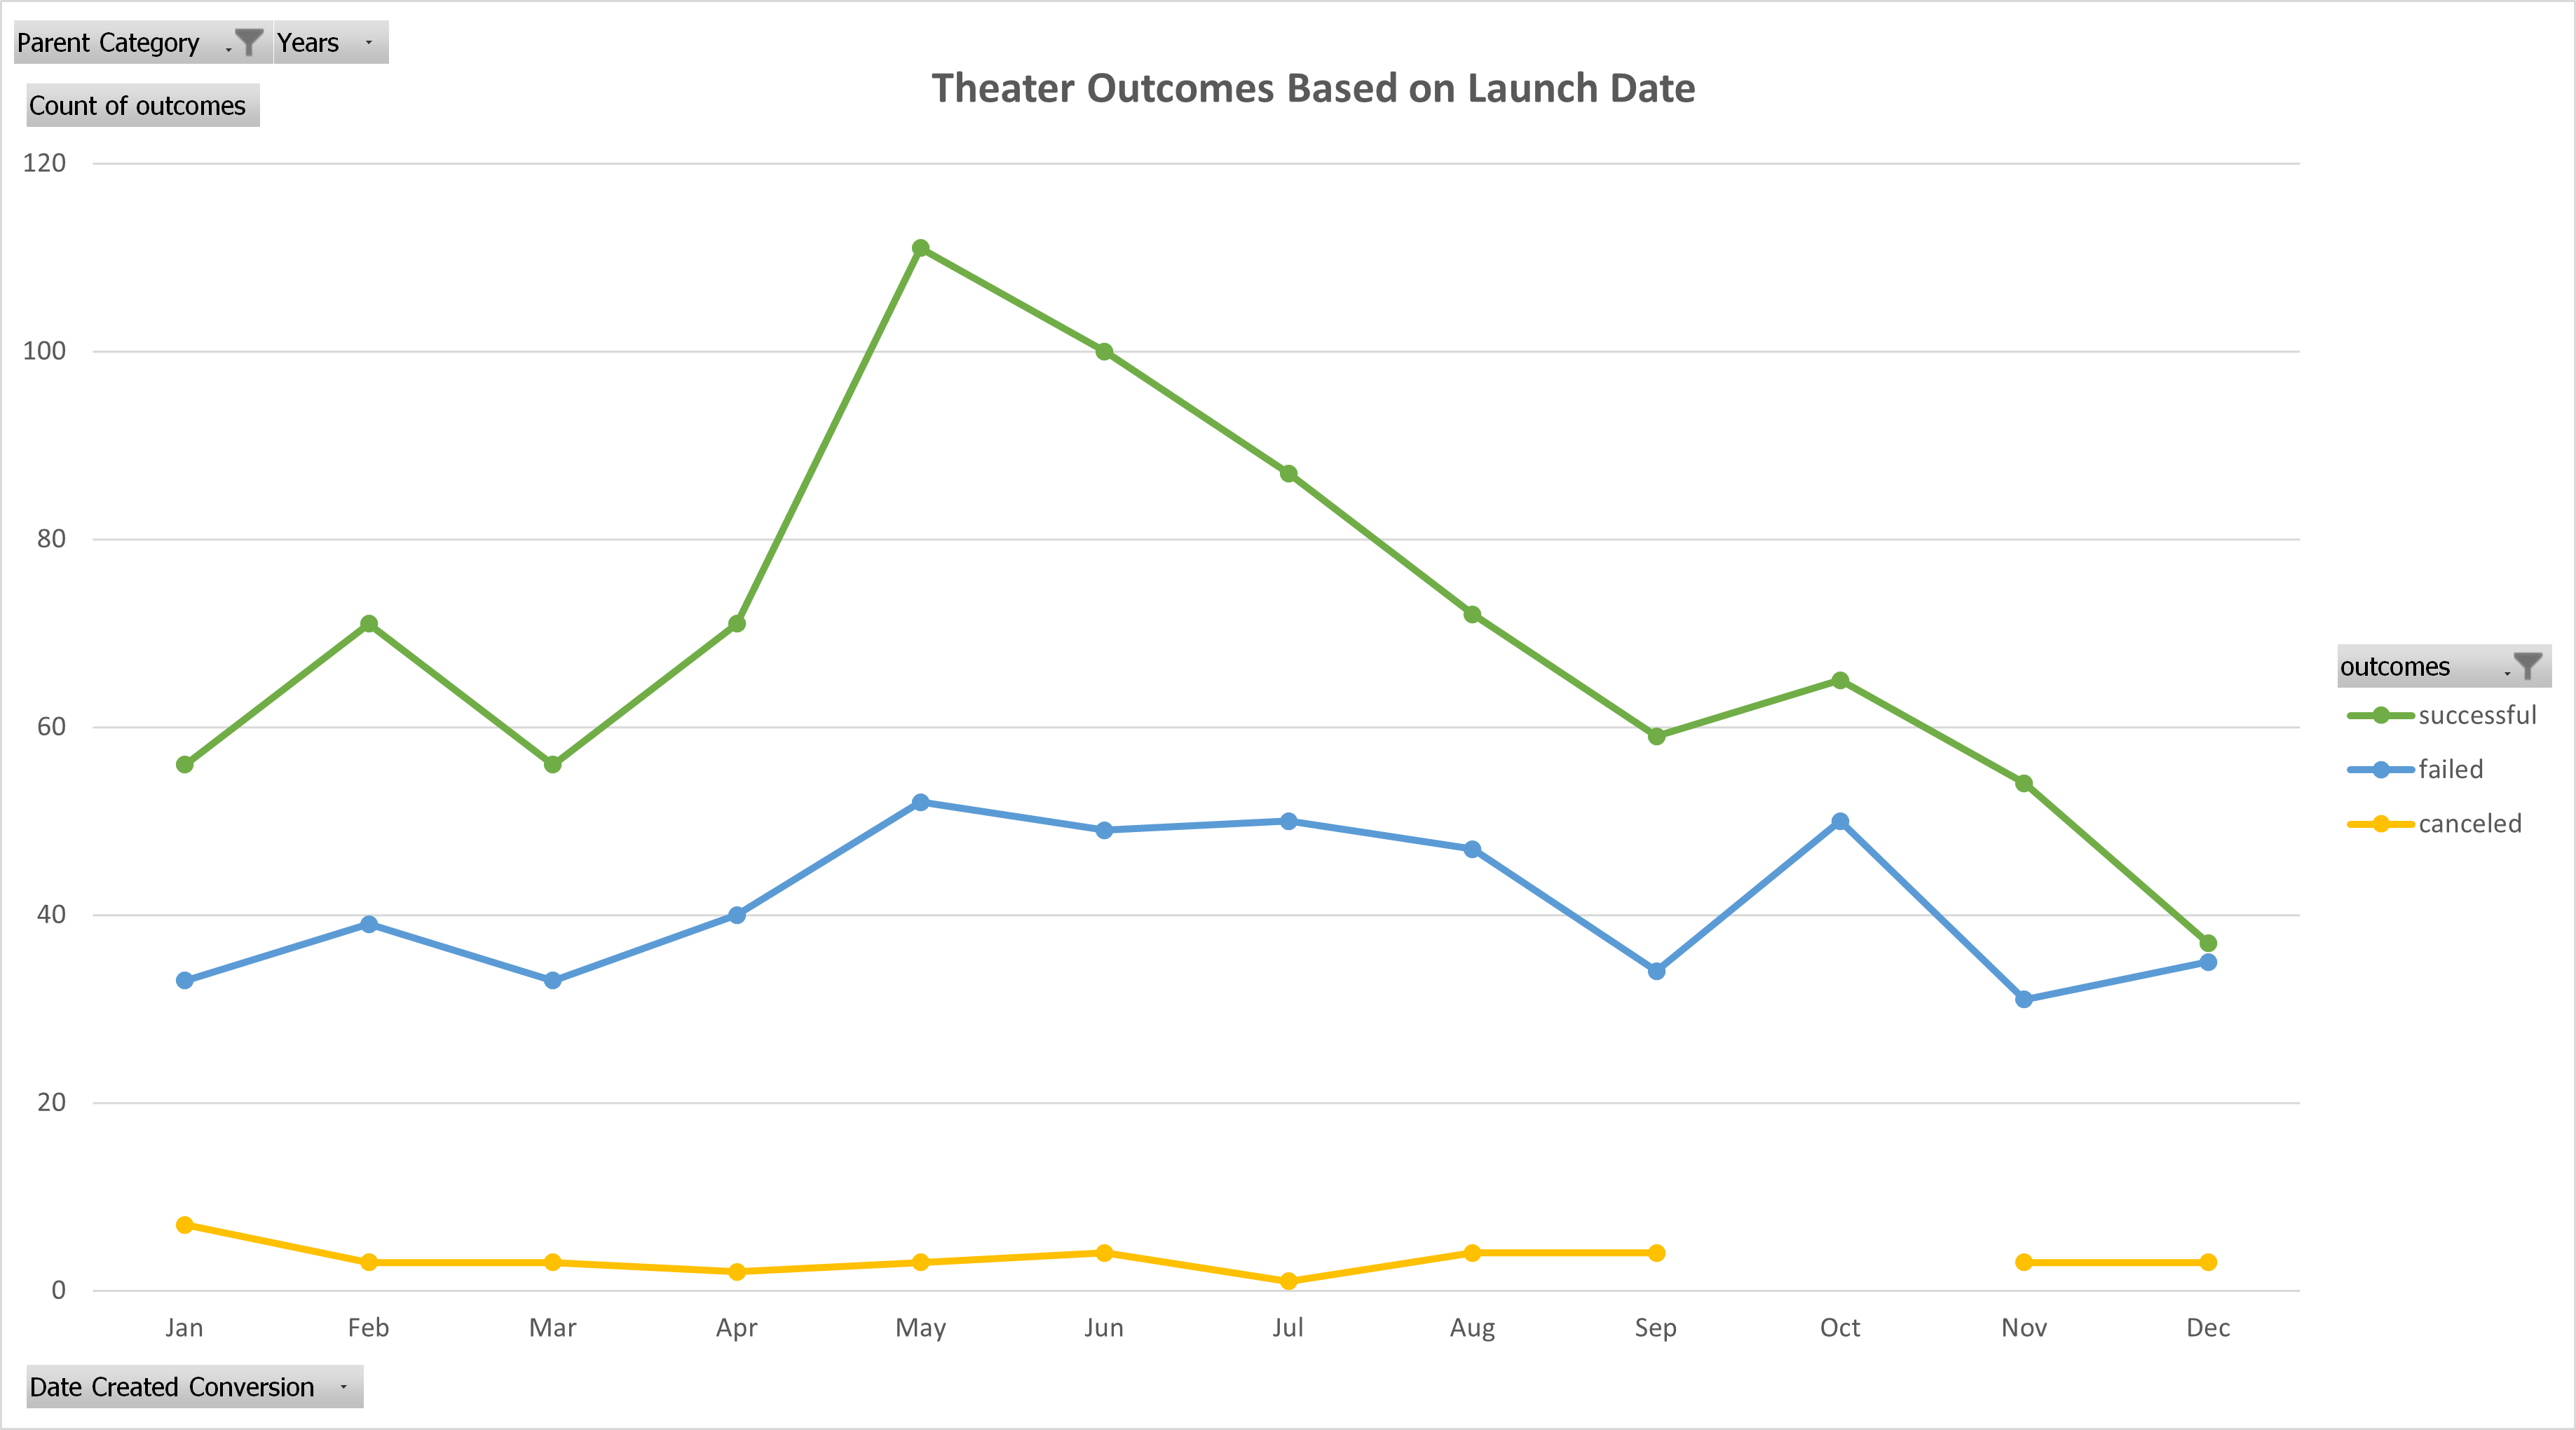 Parent Category Years
Count of outcomes
Theater Outcomes Based on Launch Date
120
100
80
60
40
20
0
Jan Feb Mar Apr May Jun Jul Aug Sep Oct Nov Dec
outcomes
successful
failed
canceled
Date Created Conversion